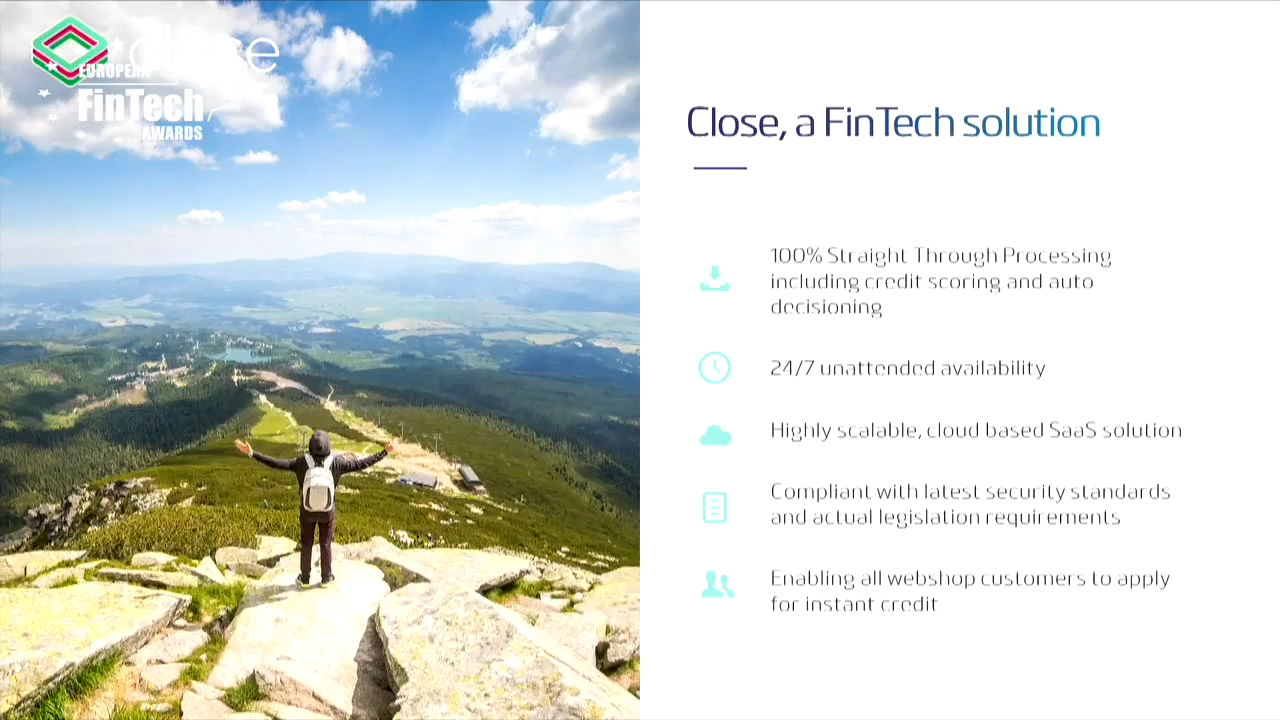 close
EUROPEAN
FinTech
AWARDS
Close, a FinTech solution
100% Straight Through Processing
including credit scoring and auto
decisioning
24/7 unattended availability
Highly scalable, cloud based SaaS solution
Compliant with latest security standards
and actual legislation requirements
Enabling all webshop customers to apply
for instant credit